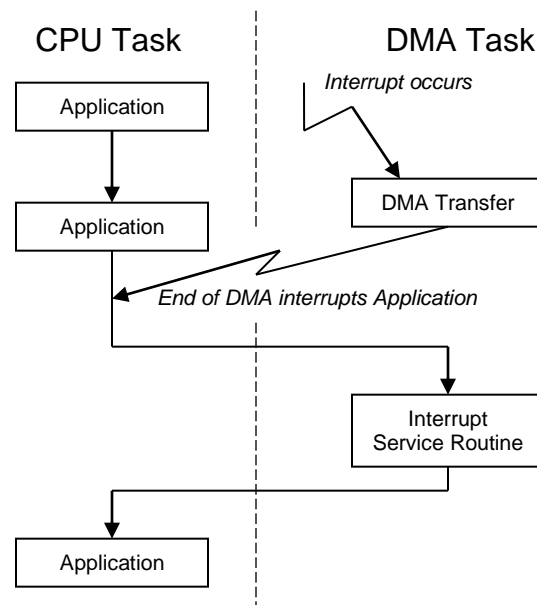 CPU Task
DMA Task
Interrupt occurs
Application
Application
DMA Transfer
End of DMA interrupts Application
Interrupt
Service Routine
Application